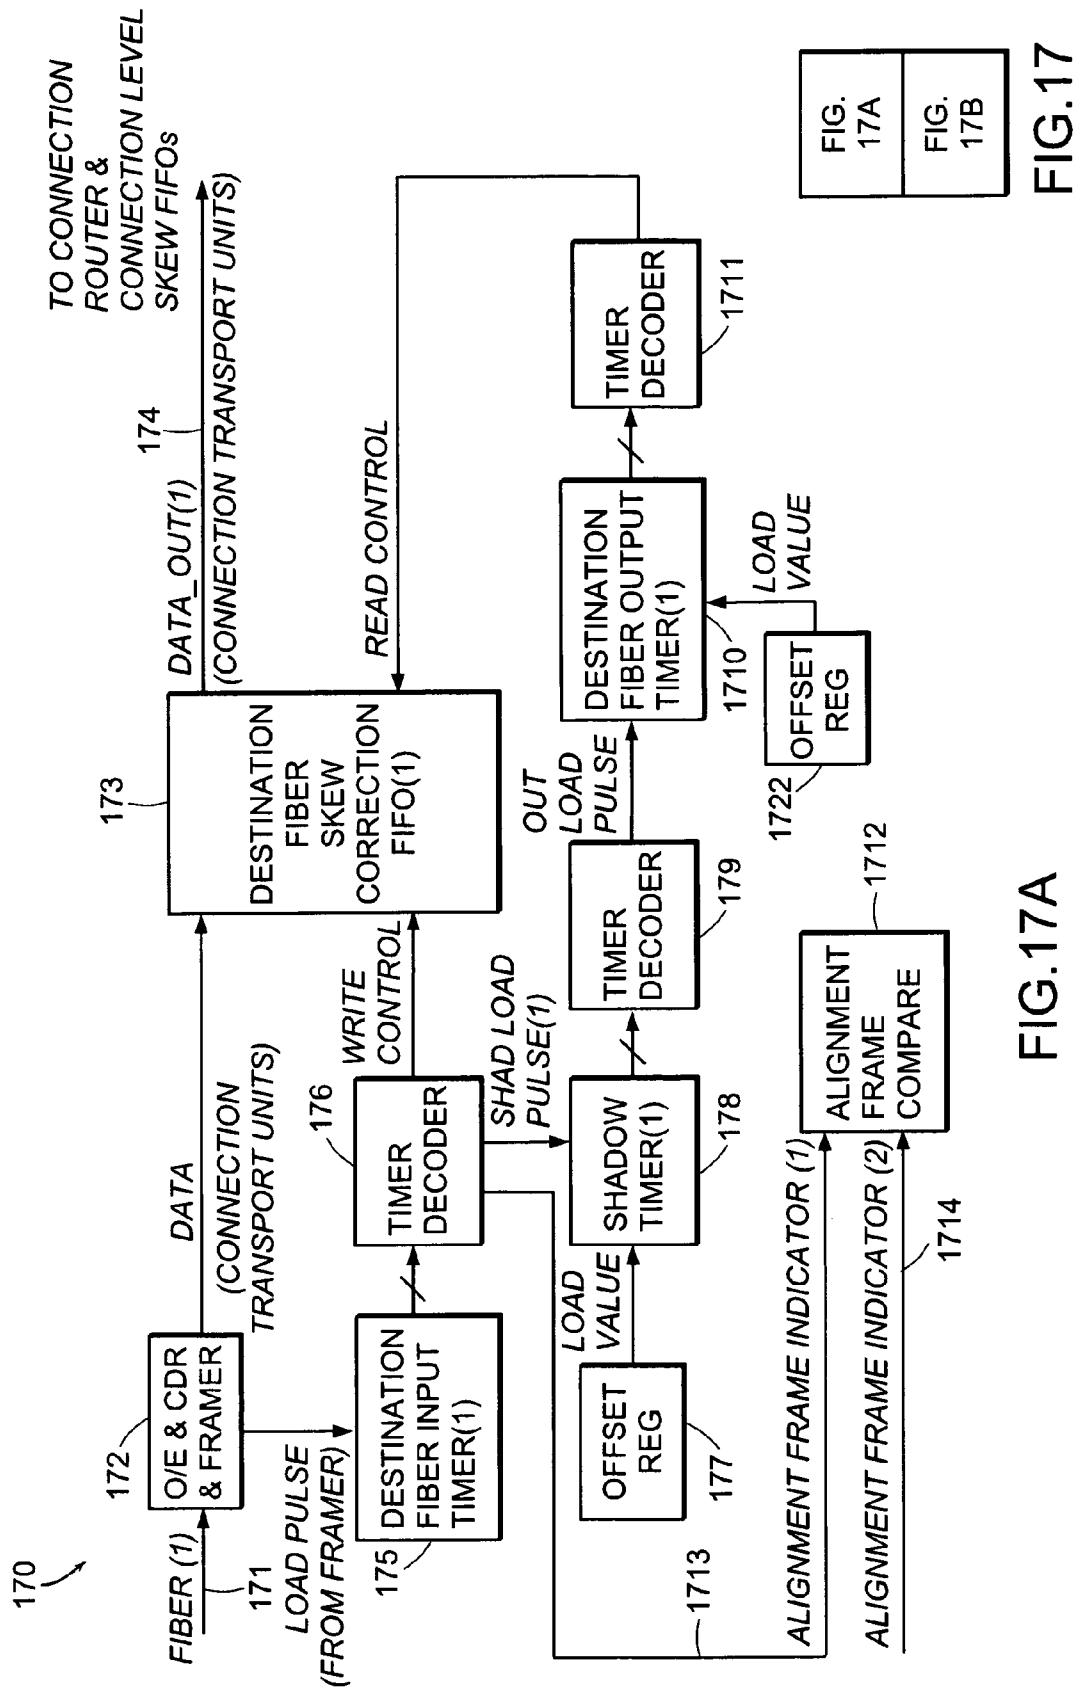 170
FIBER (1)
171
172
O/E & CDR
& FRAMER
DATA
(CONNECTION
TRANSPORT UNITS)
173
DESTINATION
FIBER
SKEW
CORRECTION
FIFO(1)
DATA_OUT(1)
174
(CONNECTION TRANSPORT UNITS)
TO CONNECTION
ROUTER &
CONNECTION LEVEL
SKEW FIFOs
LOAD PULSE
(FROM FRAMER)
175
DESTINATION
FIBER INPUT
TIMER(1)
176
TIMER
DECODER
WRITE
CONTROL
READ CONTROL
SHAD LOAD
PULSE(1)
177
OFFSET
REG
LOAD
VALUE
SHADOW
TIMER(1)
178
TIMER
DECODER
179
OUT
LOAD
PULSE
DESTINATION
FIBER OUTPUT
TIMER(1)
1710
TIMER
DECODER
1711
OFFSET
REG
1722
LOAD
VALUE
1713
ALIGNMENT FRAME INDICATOR (1)
ALIGNMENT FRAME INDICATOR (2)
1714
ALIGNMENT
FRAME
COMPARE
1712
FIG.17A
FIG.
17A
FIG.
17B
FIG.17